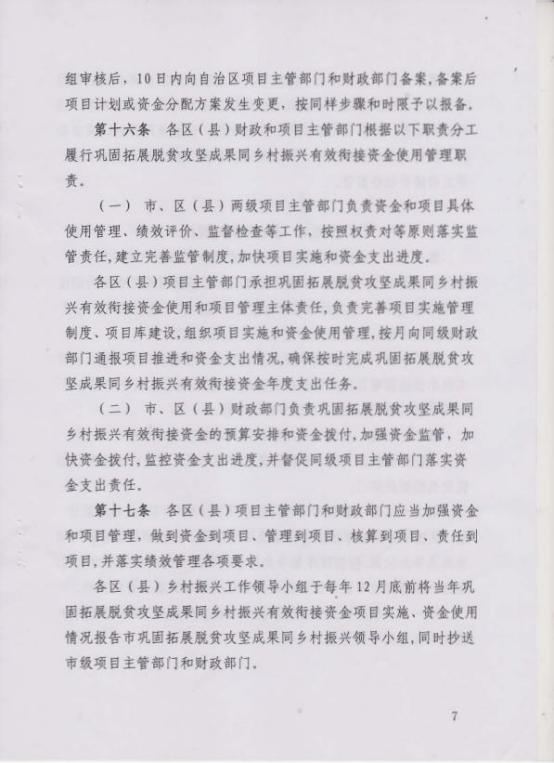 组审核后，10日内向自治区项目主管部门和财政部门备案,备案后
项目计划或资金分配方案发生变更，按同样步骤和时限予以报备。
第十六条 各区（县）财政和项目主管部门根据以下职责分工
履行巩固拓展脱贫攻坚成果同乡村振兴有效衔接资金使用管理职
责。
（一） 市、区（县）两级项目主管部门负责资金和项目具体
使用管理、绩效评价、监督检查等工作，按照权责对等原则落实监
管责任,建立完善监管制度,加快项目实施和资金支出进度。
各区（县）项目主管部门承担巩固拓展脱贫攻坚成果同乡村振
兴有效衔接资金使用和项目管理主体责任,负责完善项目实施管理
制度、项目库建设,组织项目实施和资金使用管理,按月向同级财政
部门通报项目推进和资金支出情况,确保按时完成巩固拓展脱贫攻
坚成果同乡村振兴有效衔接资金年度支出任务。
（二） 市、区（县）财政部门负责巩固拓展脱贫攻坚成果同
乡村振兴有效衔接资金的预算安排和资金拨付,加强资金监管，加
快资金拨付,监控资金支出进度,并督促同级项目主管部门落实资
金支出责任。
第十七条 各区（县）项目主管部门和财政部门应当加强资金
和项目管理，做到资金到项目、管理到项目、核算到项目、责任到
项目,并落实绩效管理各项要求。
各区（县）乡村振兴工作领导小组于每年12月底前将当年巩
固拓展脱贫攻坚成果同乡村振兴有效衔接资金项目实施、资金使用
情况报告市巩固拓展脱贫攻坚成果同乡村振兴领导小组,同时抄送
市级项目主管部门和财政部门。
7